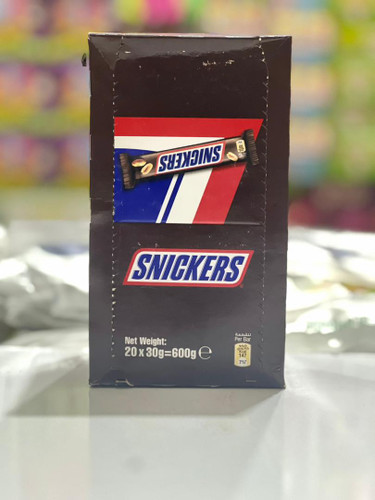 SNICKERS
SNICKERS
Net Weight:
20 x 30g=600g ℮
Per Bar